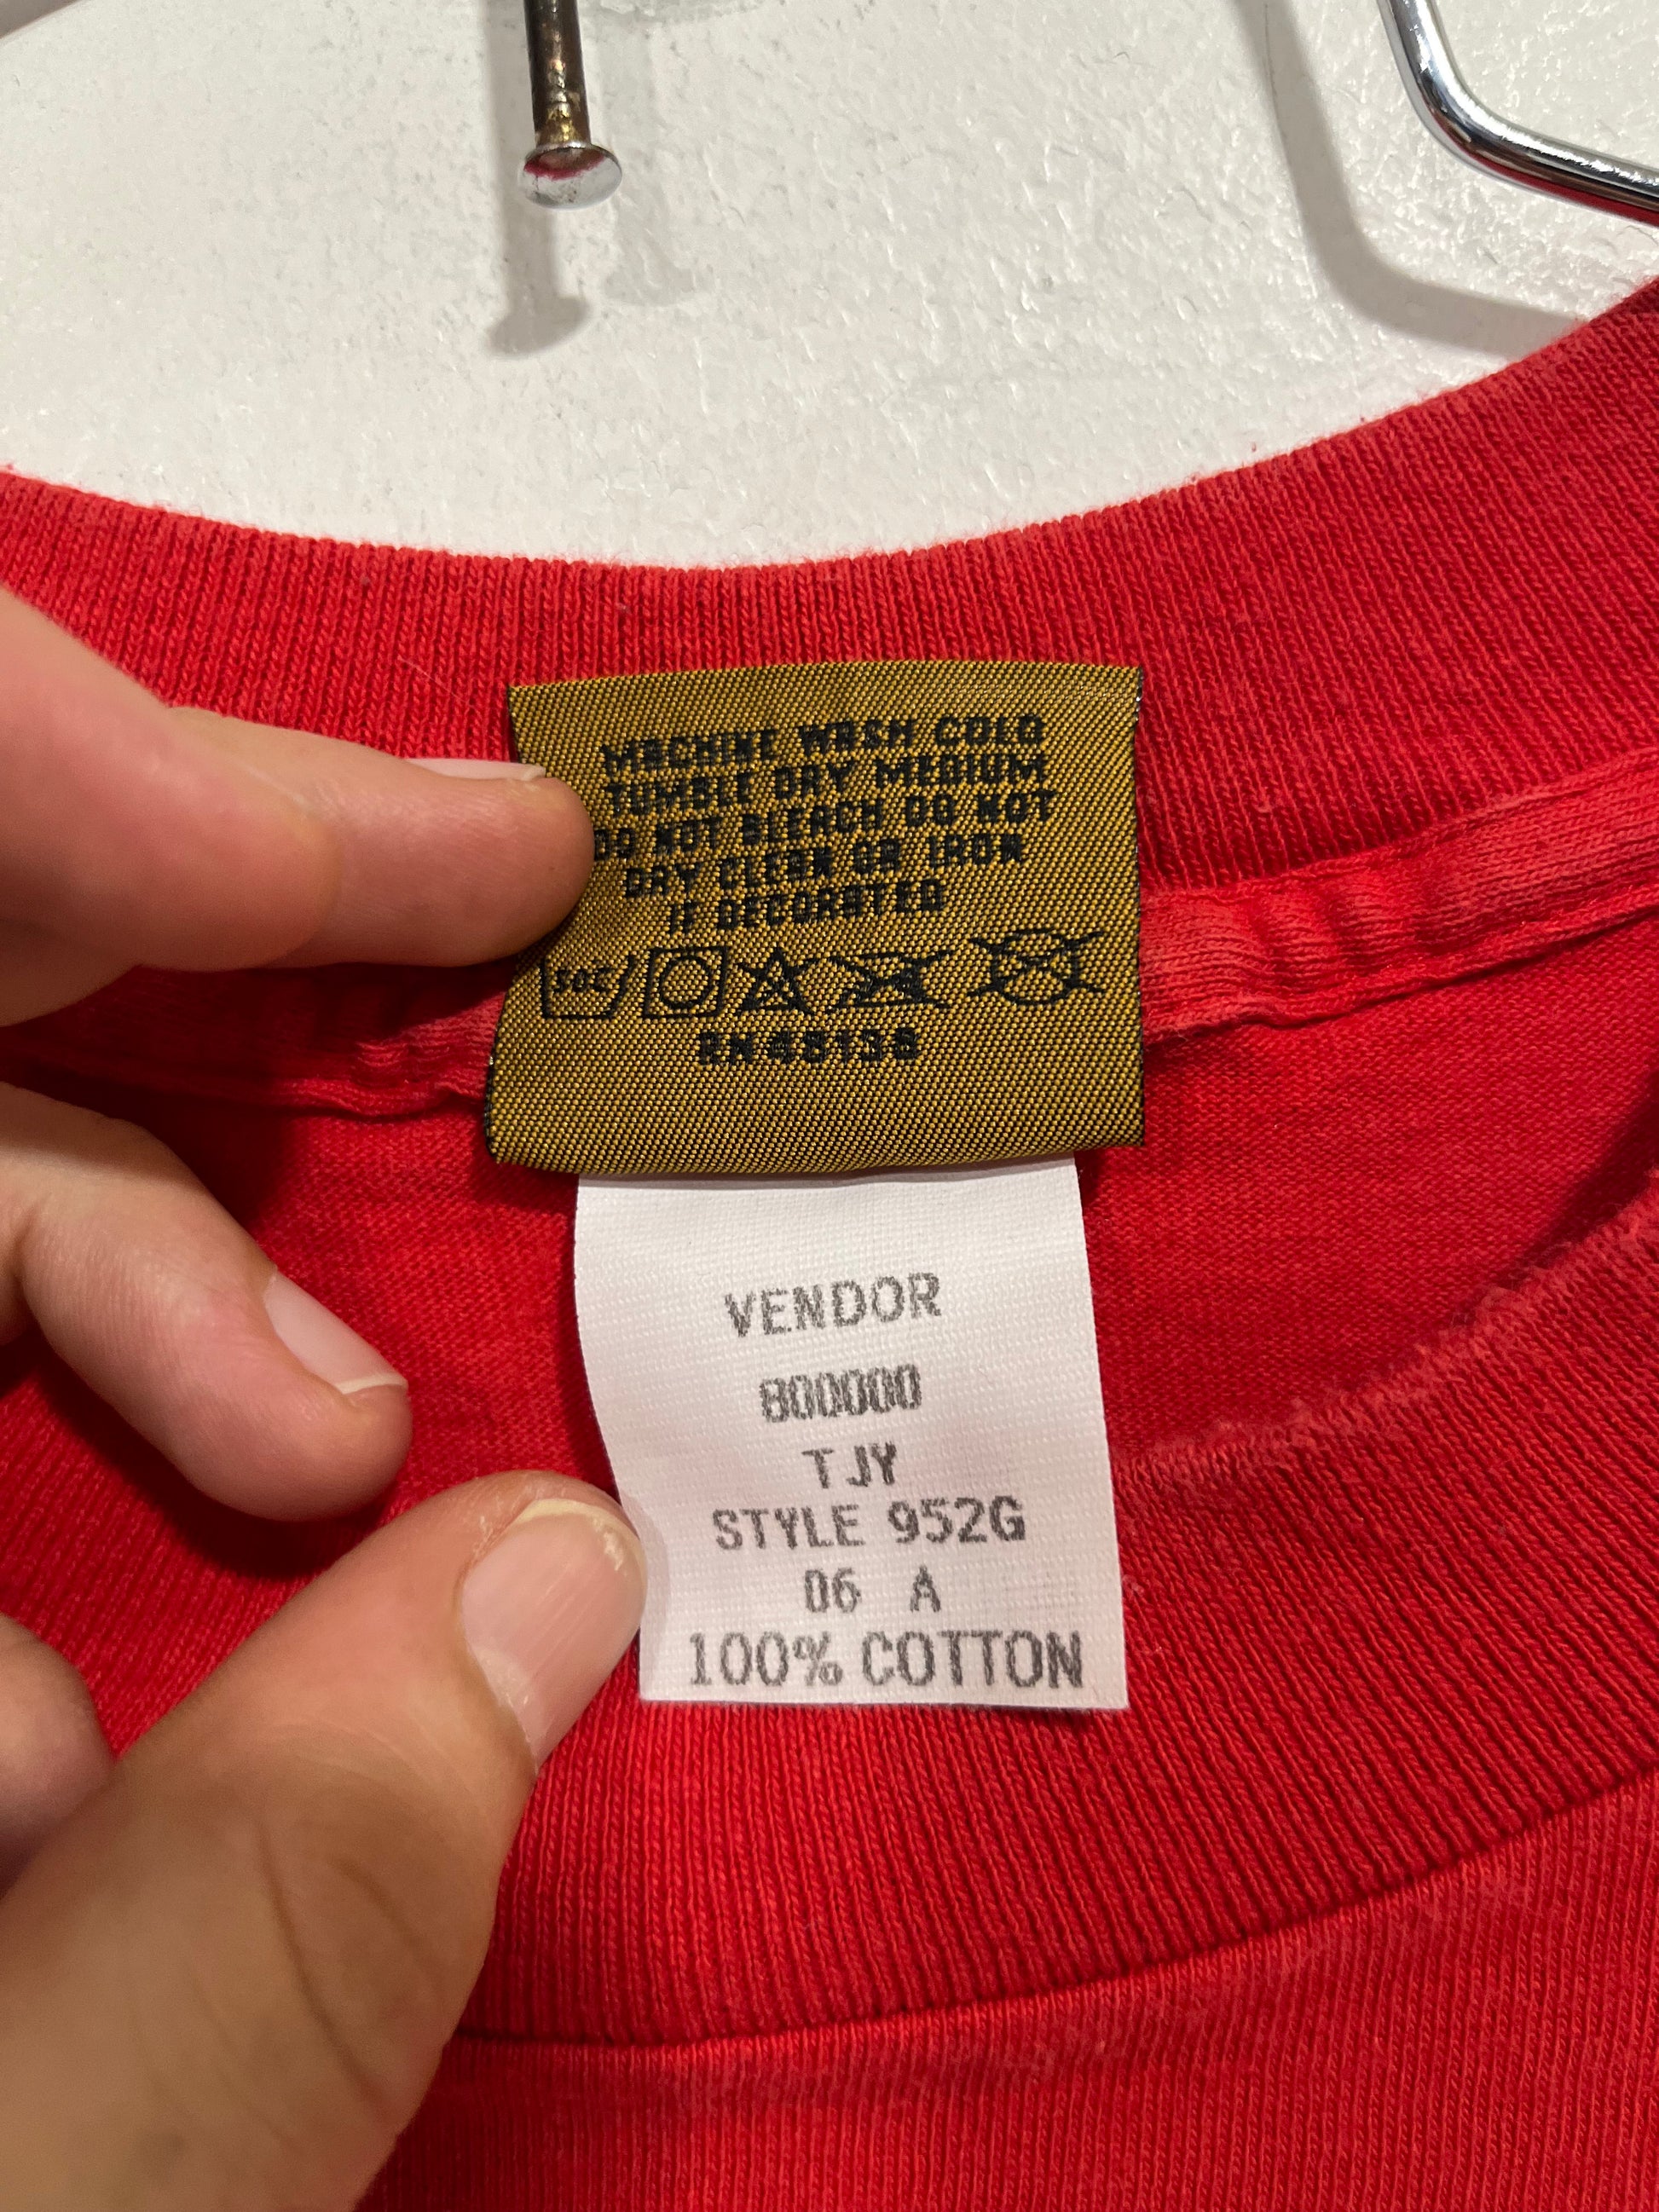 MACHINE WASH COLD
TUMBLE DRY MEDIUM
DO NOT BLEACH DO NOT
DRY CLEAN OR IRON
IF DECORATED
RN48138
VENDOR
800000
TJY
STYLE 952G
06 A
100% COTTON